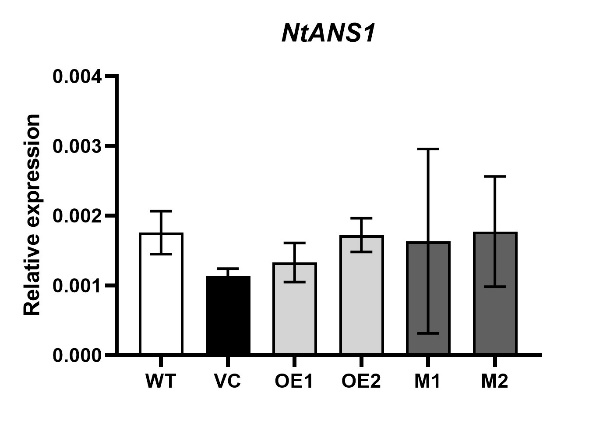 NtANS1
Relative expression
0.004
0.003
0.002
0.001
0.000
WT VC OE1 OE2 M1 M2